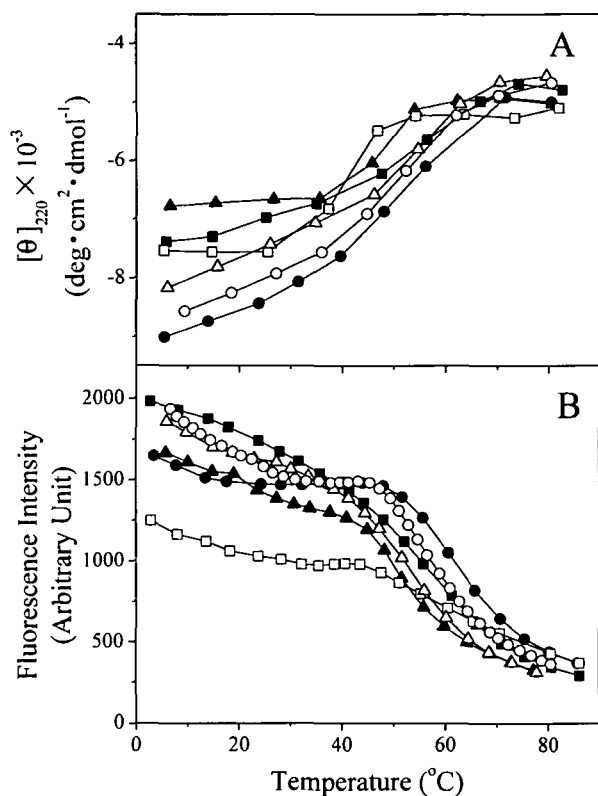 A
-4
-6
-8
[θ]220 × 10-3
(deg•cm2•dmol-1)
B
2000
1500
1000
500
0
Fluorescence Intensity
(Arbitrary Unit)
0 20 40 60 80
Temperature (oC)